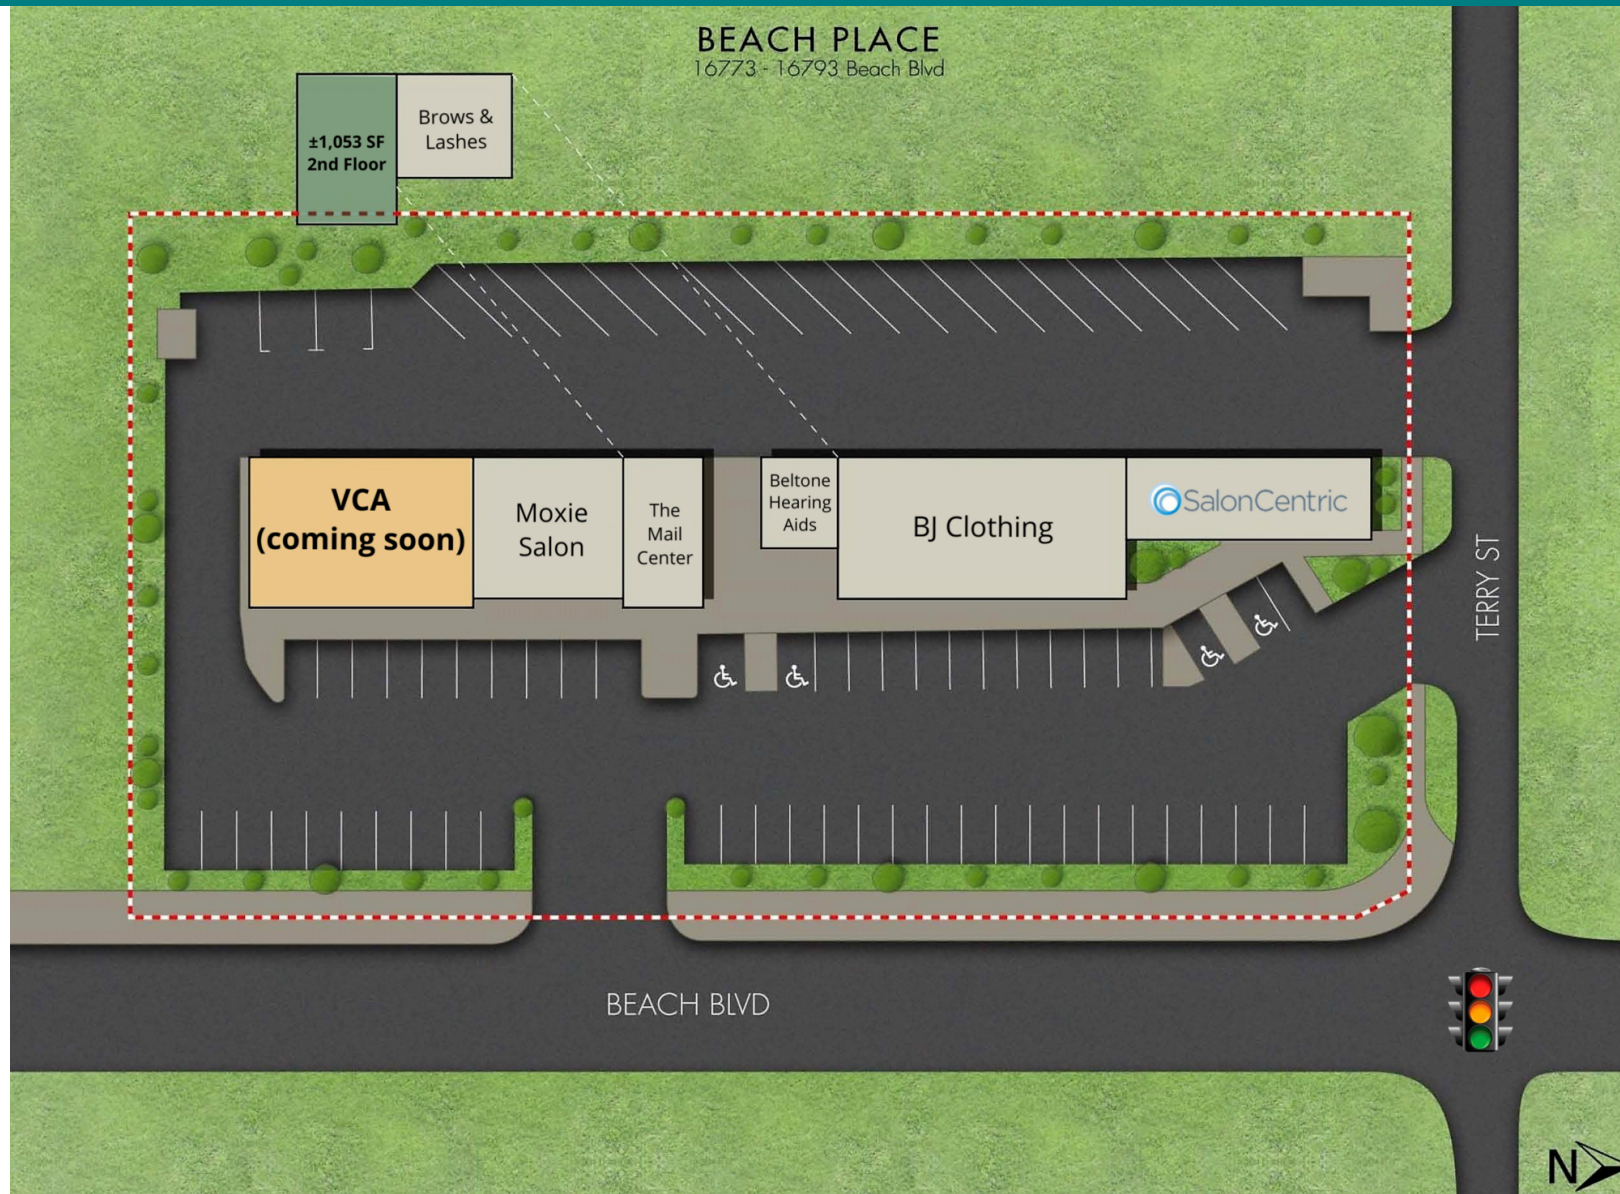 BEACH PLACE
16773 - 16793 Beach Blvd
±1,053 SF
2nd Floor
Brows &
Lashes
VCA
(coming soon)
Moxie
Salon
The
Mail
Center
Beltone
Hearing
Aids
BJ Clothing
SalonCentric
TERRY ST
BEACH BLVD
N